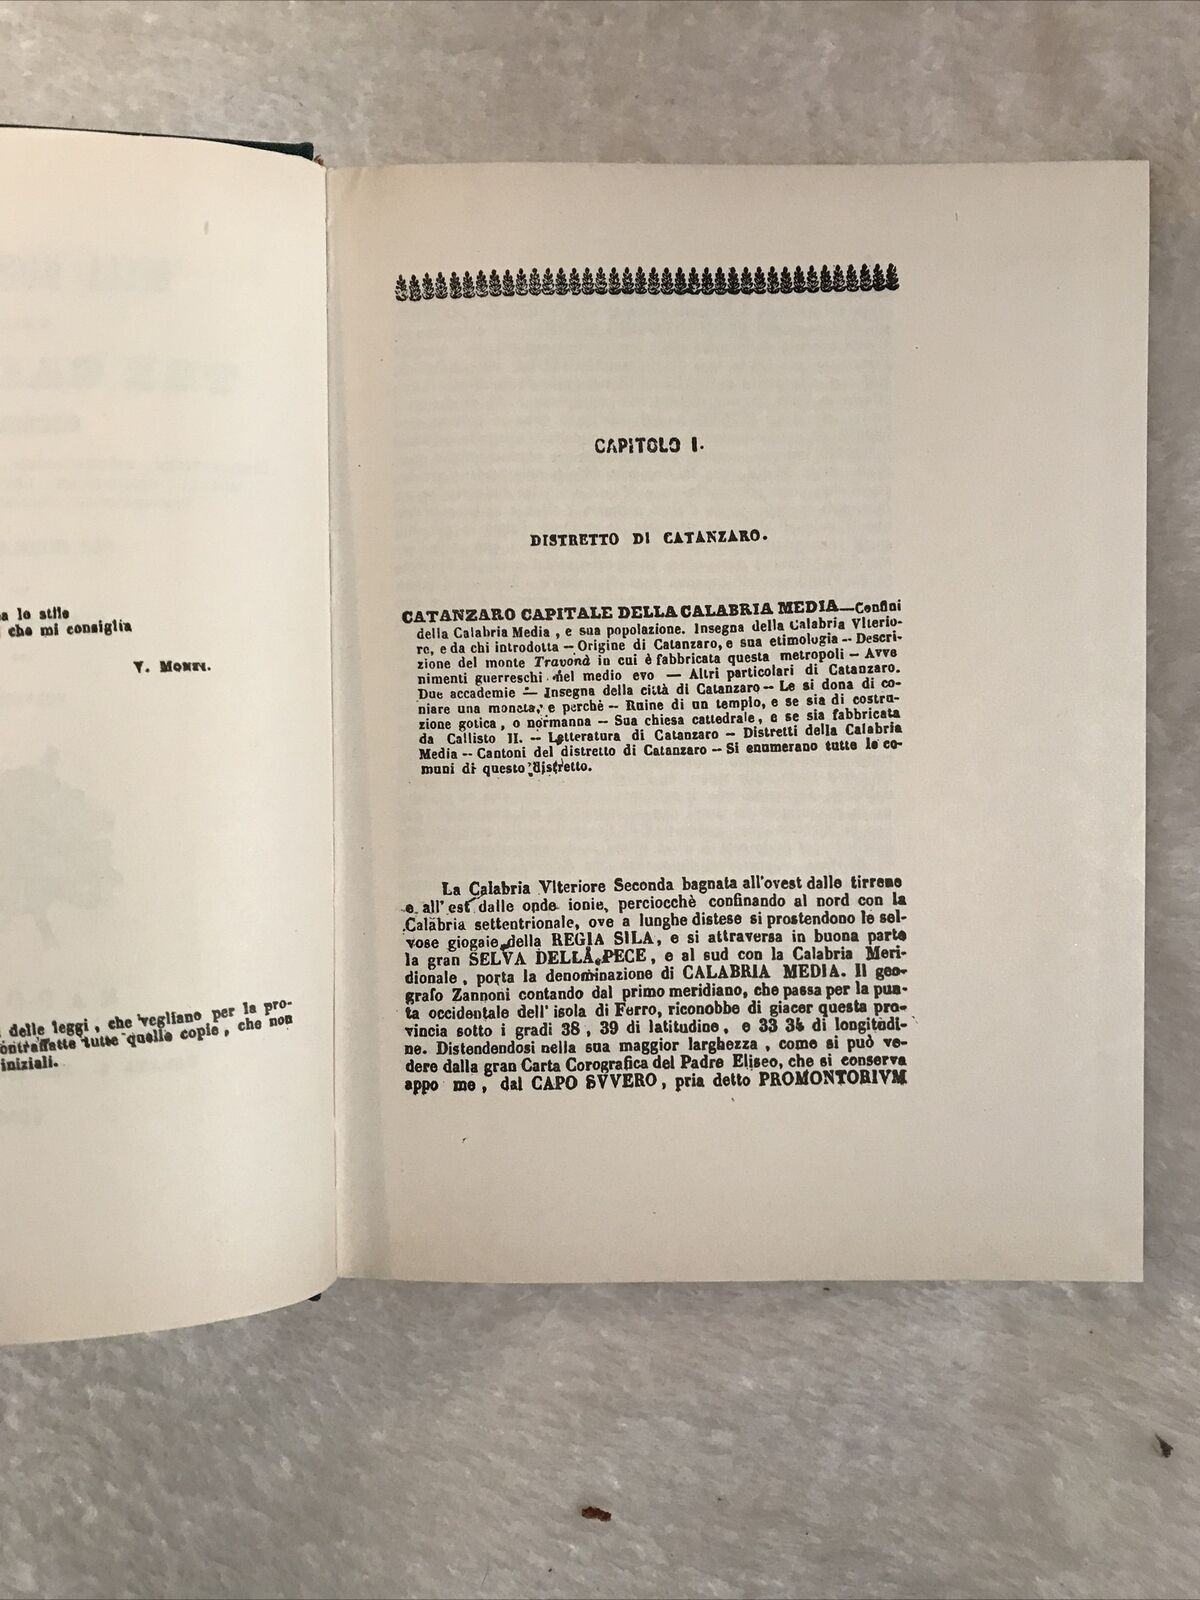 a lo stile
che mi consiglia
V. MONTI.
delle leggi, che vegliano per la pro-
ontraffatte tutte quelle copie, che non
iniziali.
CAPITOLO I.
DISTRETTO DI CATANZARO.
CATANZARO CAPITALE DELLA CALABRIA MEDIA—Confini
della Calabria Media, e sua popolazione. Insegna della Calabria Vlterio-
re, e da chi introdotta — Origine di Catanzaro, e sua etimologia — Descri-
zione del monte Travonà in cui è fabbricata questa metropoli — Avve
nimenti guerreschi nel medio evo — Altri particolari di Catanzaro.
Due accademie — Insegna della città di Catanzaro — Le si dona di co-
niare una moneta, e perchè — Ruine di un templo, e se sia di costru-
zione gotica, o normanna — Sua chiesa cattedrale, e se sia fabbricata
da Callisto II. — Letteratura di Catanzaro — Distretti della Calabria
Media — Cantoni del distretto di Catanzaro — Si enumerano tutte le co-
muni di questo distretto.
La Calabria Vlteriore Seconda bagnata all'ovest dalle tirrene
e all'est dalle onde ionie, perciocchè confinando al nord con la
Calabria settentrionale, ove a lunghe distese si prostendono le sel-
vose giogaie della REGIA SILA, e si attraversa in buona parte
la gran SELVA DELLA PECE, e al sud con la Calabria Meri-
dionale, porta la denominazione di CALABRIA MEDIA. Il geo-
grafo Zannoni contando dal primo meridiano, che passa per la pun-
ta occidentale dell'isola di Ferro, riconobbe di giacer questa pro-
vincia sotto i gradi 38, 39 di latitudine, e 33 34 di longitudi-
ne. Distendendosi nella sua maggior larghezza, come si può ve-
dere dalla gran Carta Corografica del Padre Eliseo, che si conserva
appo me, dal CAPO SVVERO, pria detto PROMONTORIVM